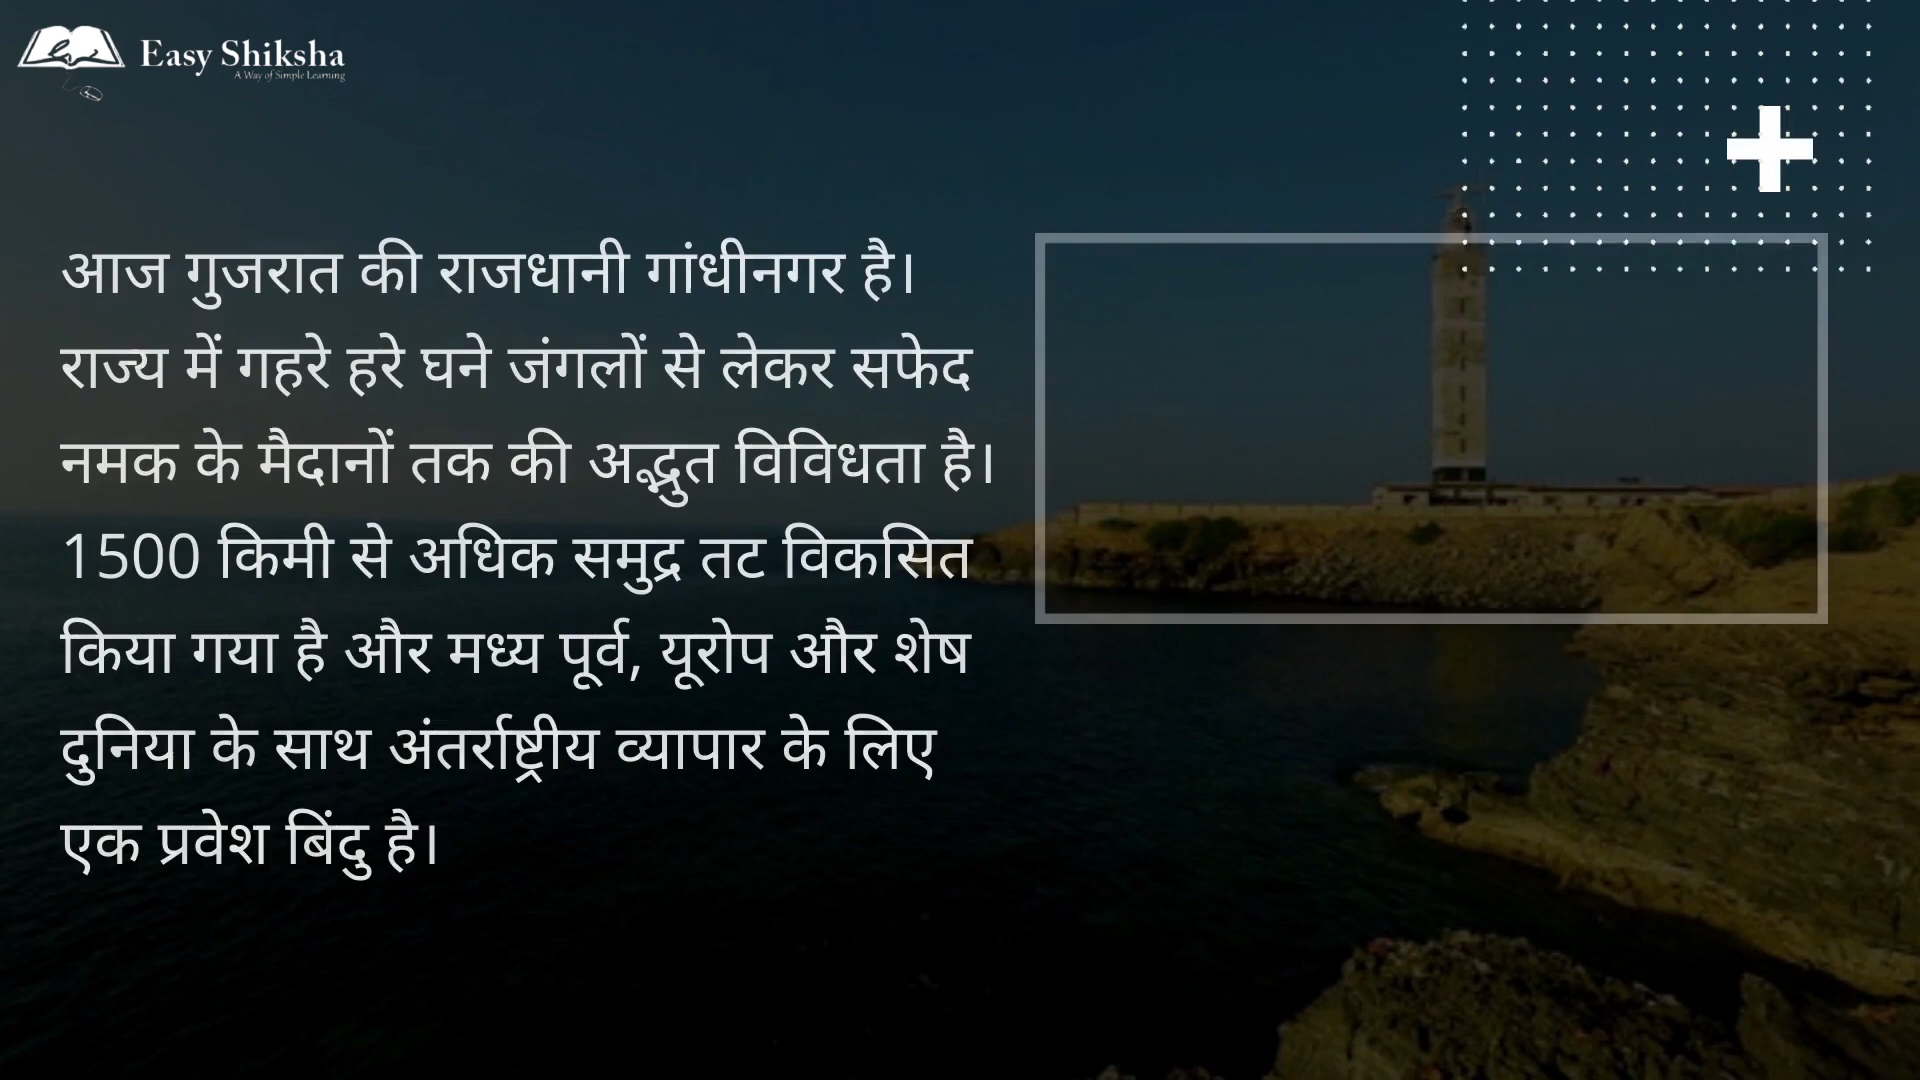 Easy Shiksha
A Way of Simple Learning
आज गुजरात की राजधानी गांधीनगर है।
राज्य में गहरे हरे घने जंगलों से लेकर सफेद
नमक के मैदानों तक की अद्भुत विविधता है।
1500 किमी से अधिक समुद्र तट विकसित
किया गया है और मध्य पूर्व, यूरोप और शेष
दुनिया के साथ अंतर्राष्ट्रीय व्यापार के लिए
एक प्रवेश बिंदु है।